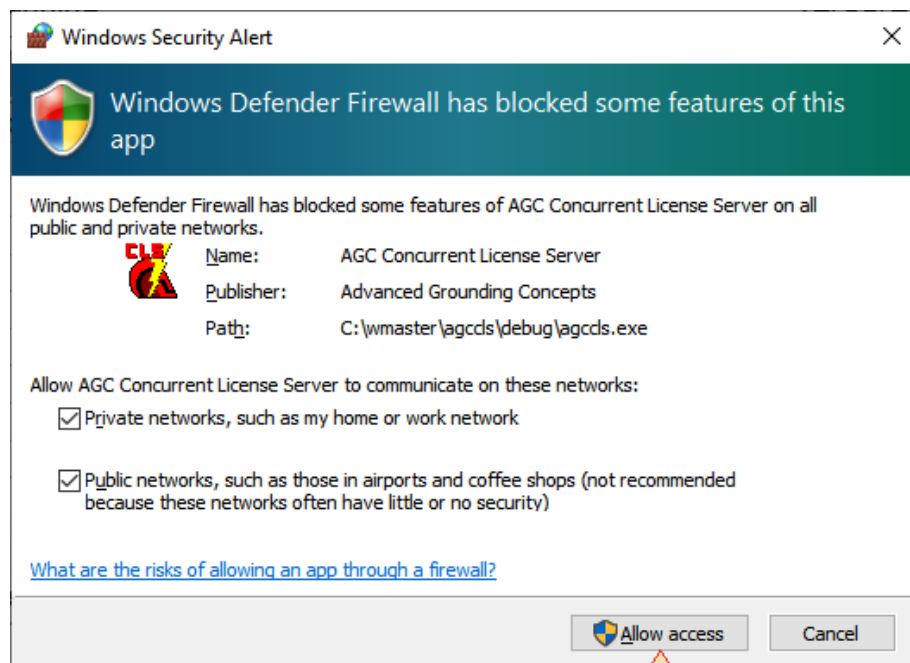 Windows Security Alert
Windows Defender Firewall has blocked some features of this
app
Windows Defender Firewall has blocked some features of AGC Concurrent License Server on all
public and private networks.
CLS
Name: AGC Concurrent License Server
Publisher: Advanced Grounding Concepts
Path: C:\wmaster\agccls\debug\agccls.exe
Allow AGC Concurrent License Server to communicate on these networks:
Private networks, such as my home or work network
Public networks, such as those in airports and coffee shops (not recommended
because these networks often have little or no security)
What are the risks of allowing an app through a firewall?
Allow access Cancel